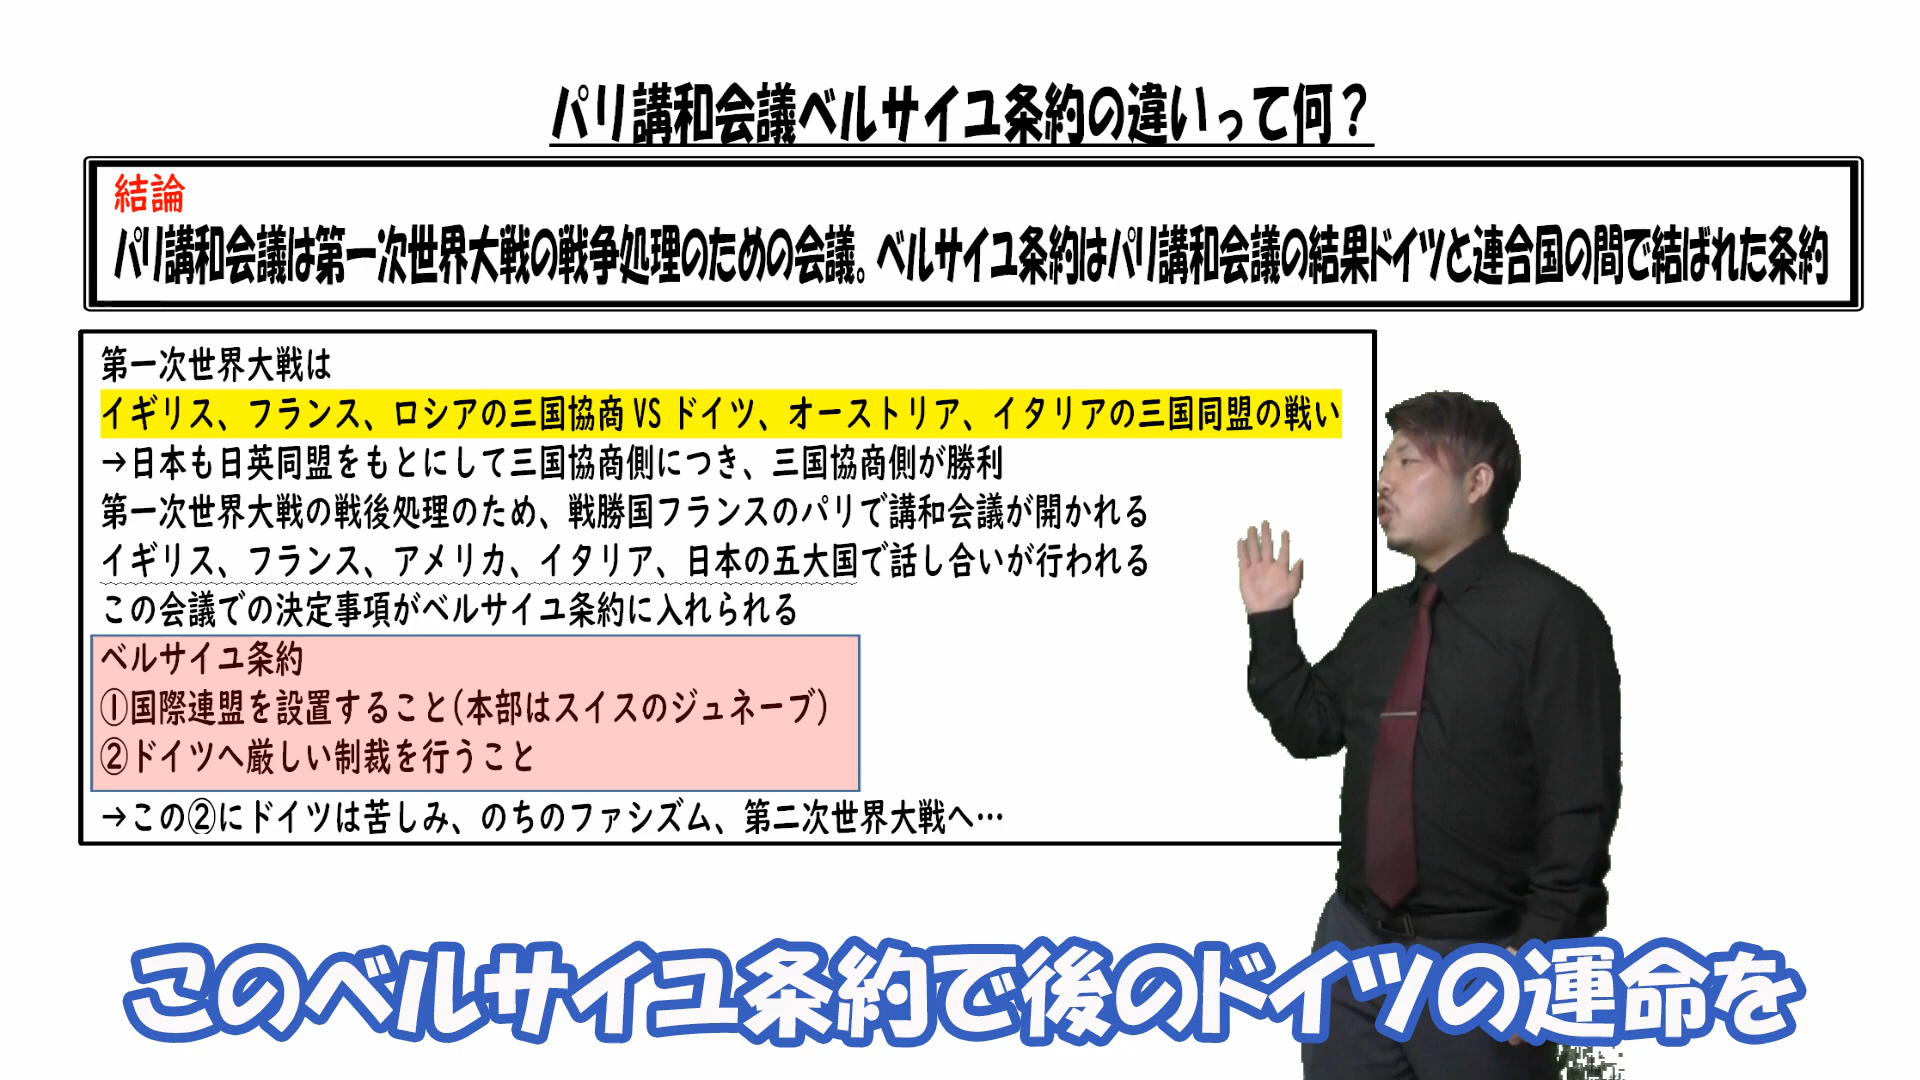 パリ講和会議ベルサイユ条約の違いって何？
結論
パリ講和会議は第一次世界大戦の戦争処理のための会議。ベルサイユ条約はパリ講和会議の結果ドイツと連合国の間で結ばれた条約
第一次世界大戦は
イギリス、フランス、ロシアの三国協商 VS ドイツ、オーストリア、イタリアの三国同盟の戦い
→日本も日英同盟をもとにして三国協商側につき、三国協商側が勝利
第一次世界大戦の戦後処理のため、戦勝国フランスのパリで講和会議が開かれる
イギリス、フランス、アメリカ、イタリア、日本の五大国で話し合いが行われる
この会議での決定事項がベルサイユ条約に入れられる
ベルサイユ条約
①国際連盟を設置すること(本部はスイスのジュネーブ)
②ドイツへ厳しい制裁を行うこと
→この②にドイツは苦しみ、のちのファシズム、第二次世界大戦へ…
このベルサイユ条約で後のドイツの運命を